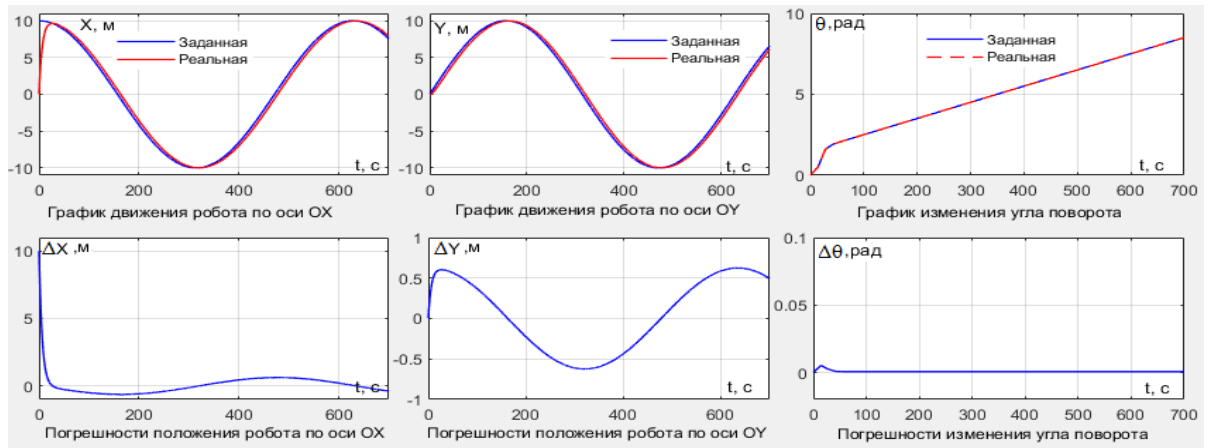 X, м
Заданная
Реальная
10
5
0
-5
-10
t, с
0
200
400
600
График движения робота по оси OX
Y, м
Заданная
Реальная
10
5
0
-5
-10
t, с
0
200
400
600
График движения робота по оси OY
θ,рад
Заданная
Реальная
10
5
0
t, с
0
100
200
300
400
500
600
700
График изменения угла поворота
ΔX ,м
10
5
0
t, с
0
200
400
600
Погрешности положения робота по оси OX
ΔY ,м
1
0.5
0
-0.5
-1
t, с
0
200
400
600
Погрешности положения робота по оси OY
Δθ,рад
0.1
0.05
0
t, с
0
100
200
300
400
500
600
700
Погрешности изменения угла поворота